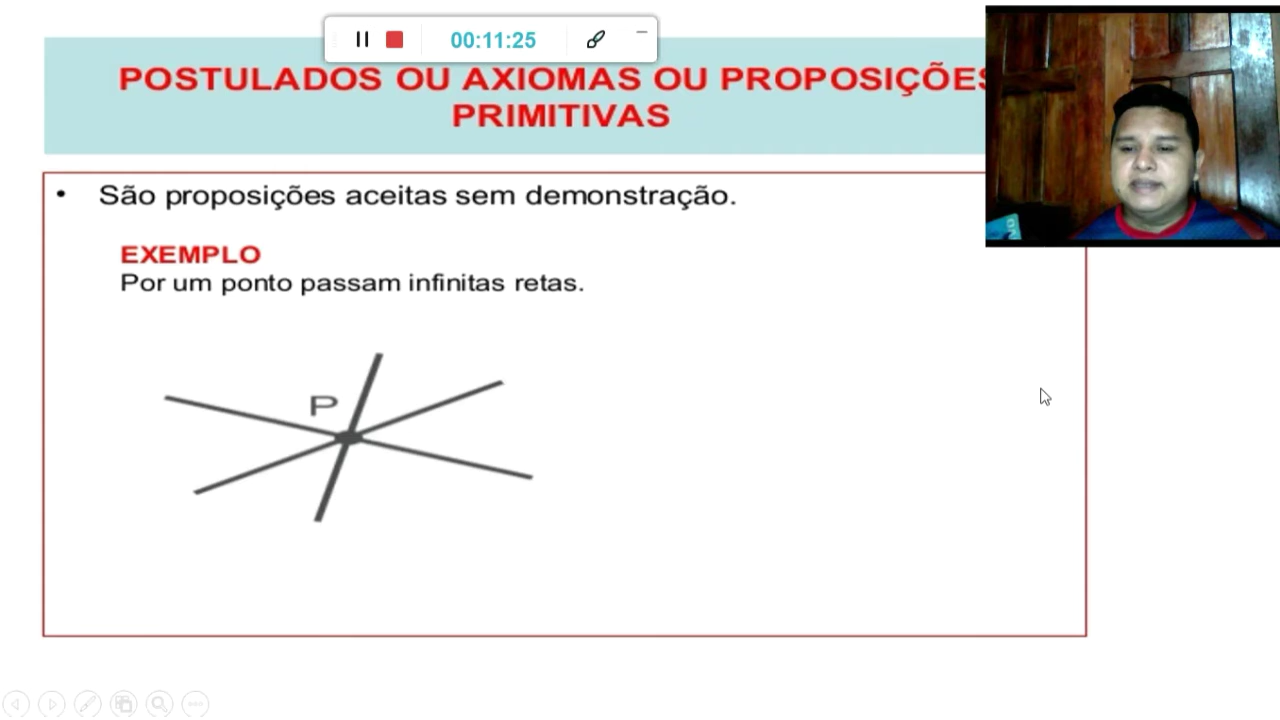 00:11:25
POSTULADOS OU AXIOMAS OU PROPOSIÇÕES
PRIMITIVAS
• São proposições aceitas sem demonstração.
EXEMPLO
Por um ponto passam infinitas retas.
P